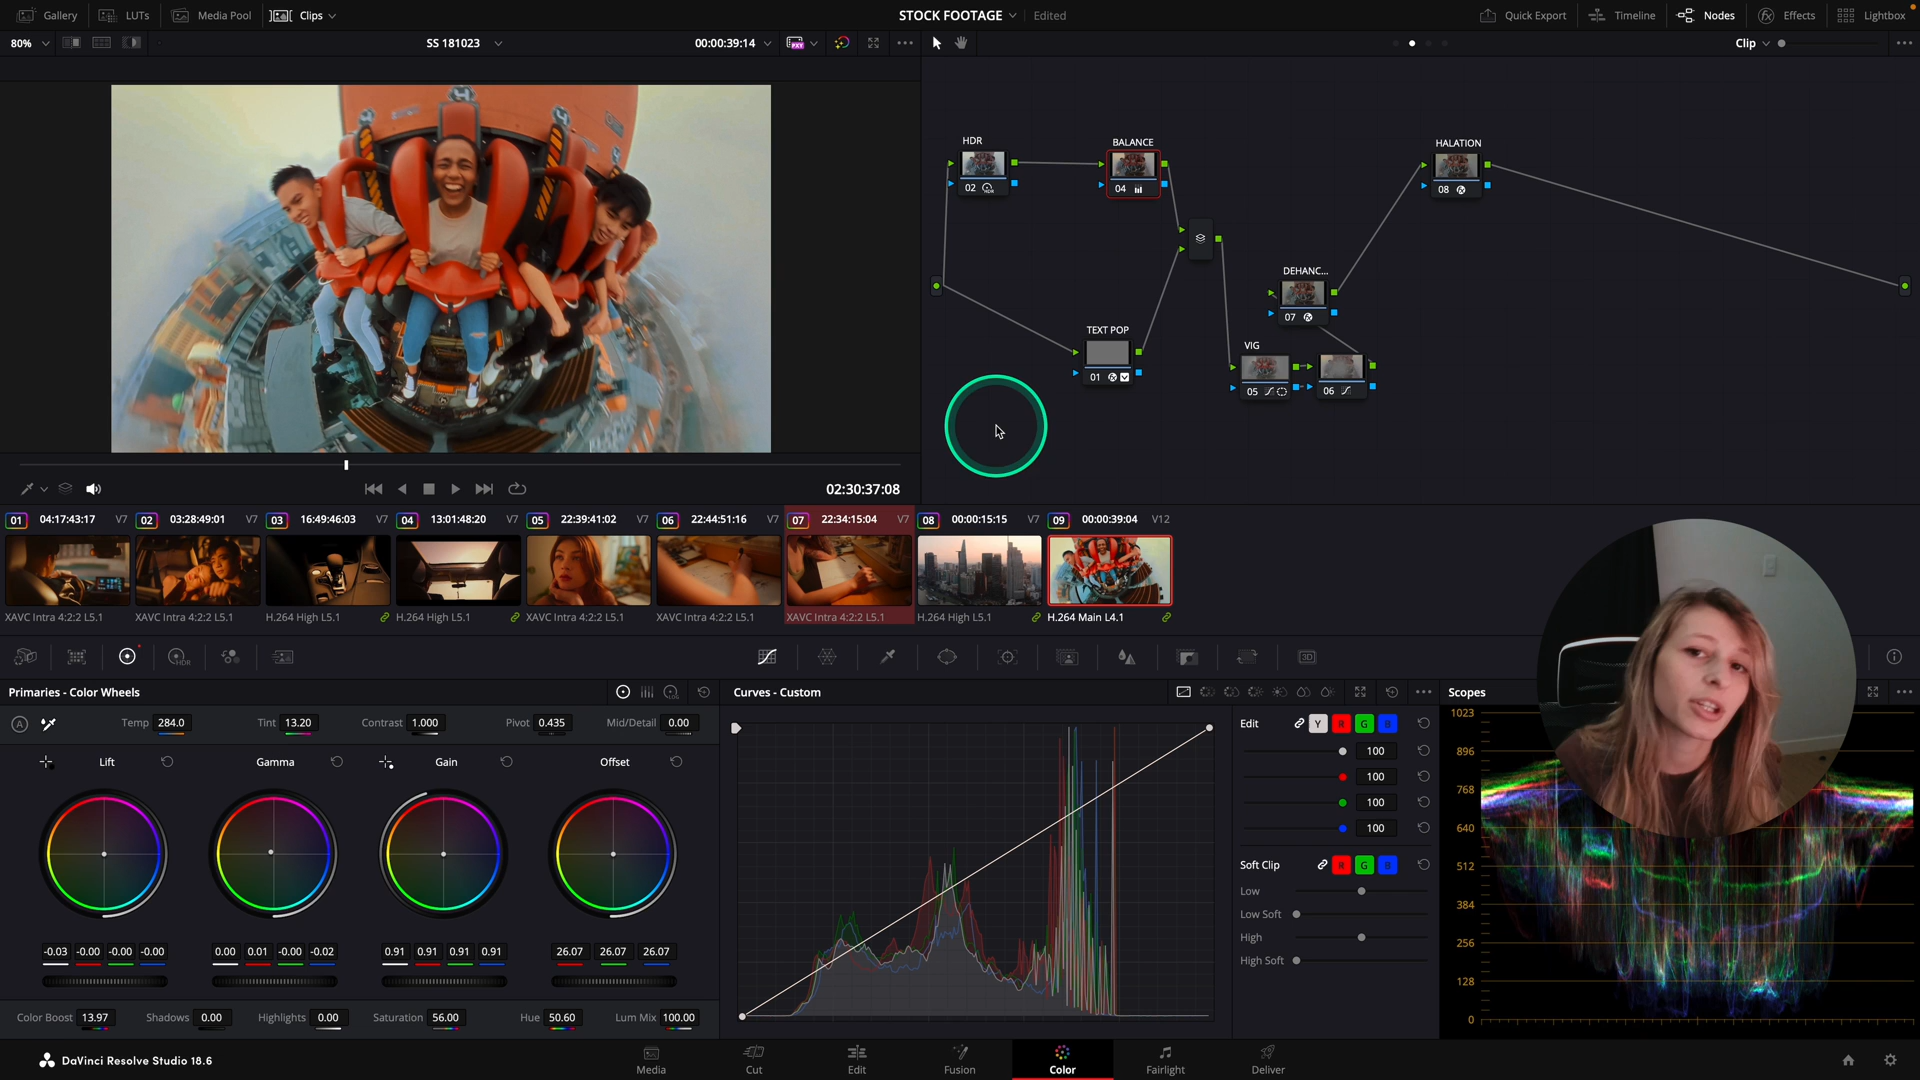 Gallery LUTs Media Pool Clips STOCK FOOTAGE Edited Quick Export Timeline Nodes Effects Lightbox
80% SS 181023 00:00:39:14 PXY Clip
HDR BALANCE HALATION
02 HDR 04 08
DEHANC...
07
TEXT POP
01
VIG
05 06
02:30:37:08
01 04:17:43:17 V7 02 03:28:49:01 V7 03 16:49:46:03 V7 04 13:01:48:20 V7 05 22:39:41:02 V7 06 22:44:51:16 V7 07 22:34:15:04 V7 08 00:00:15:15 V7 09 00:00:39:04 V12
XAVC Intra 4:2:2 L5.1 XAVC Intra 4:2:2 L5.1 H.264 High L5.1 H.264 High L5.1 XAVC Intra 4:2:2 L5.1 XAVC Intra 4:2:2 L5.1 XAVC Intra 4:2:2 L5.1 H.264 High L5.1 H.264 Main L4.1
HDR 3D
Primaries - Color Wheels LOG Curves - Custom Scopes
A Temp 284.0 Tint 13.20 Contrast 1.000 Pivot 0.435 Mid/Detail 0.00 Edit Y R G B
Lift Gamma Gain Offset
100
100
100
100
Soft Clip R G B
Low
Low Soft
High
High Soft
-0.03 -0.00 -0.00 -0.00 0.00 0.01 -0.00 -0.02 0.91 0.91 0.91 0.91 26.07 26.07 26.07
Color Boost 13.97 Shadows 0.00 Highlights 0.00 Saturation 56.00 Hue 50.60 Lum Mix 100.00
1023
896
768
640
512
384
256
128
0
DaVinci Resolve Studio 18.6 Media Cut Edit Fusion Color Fairlight Deliver